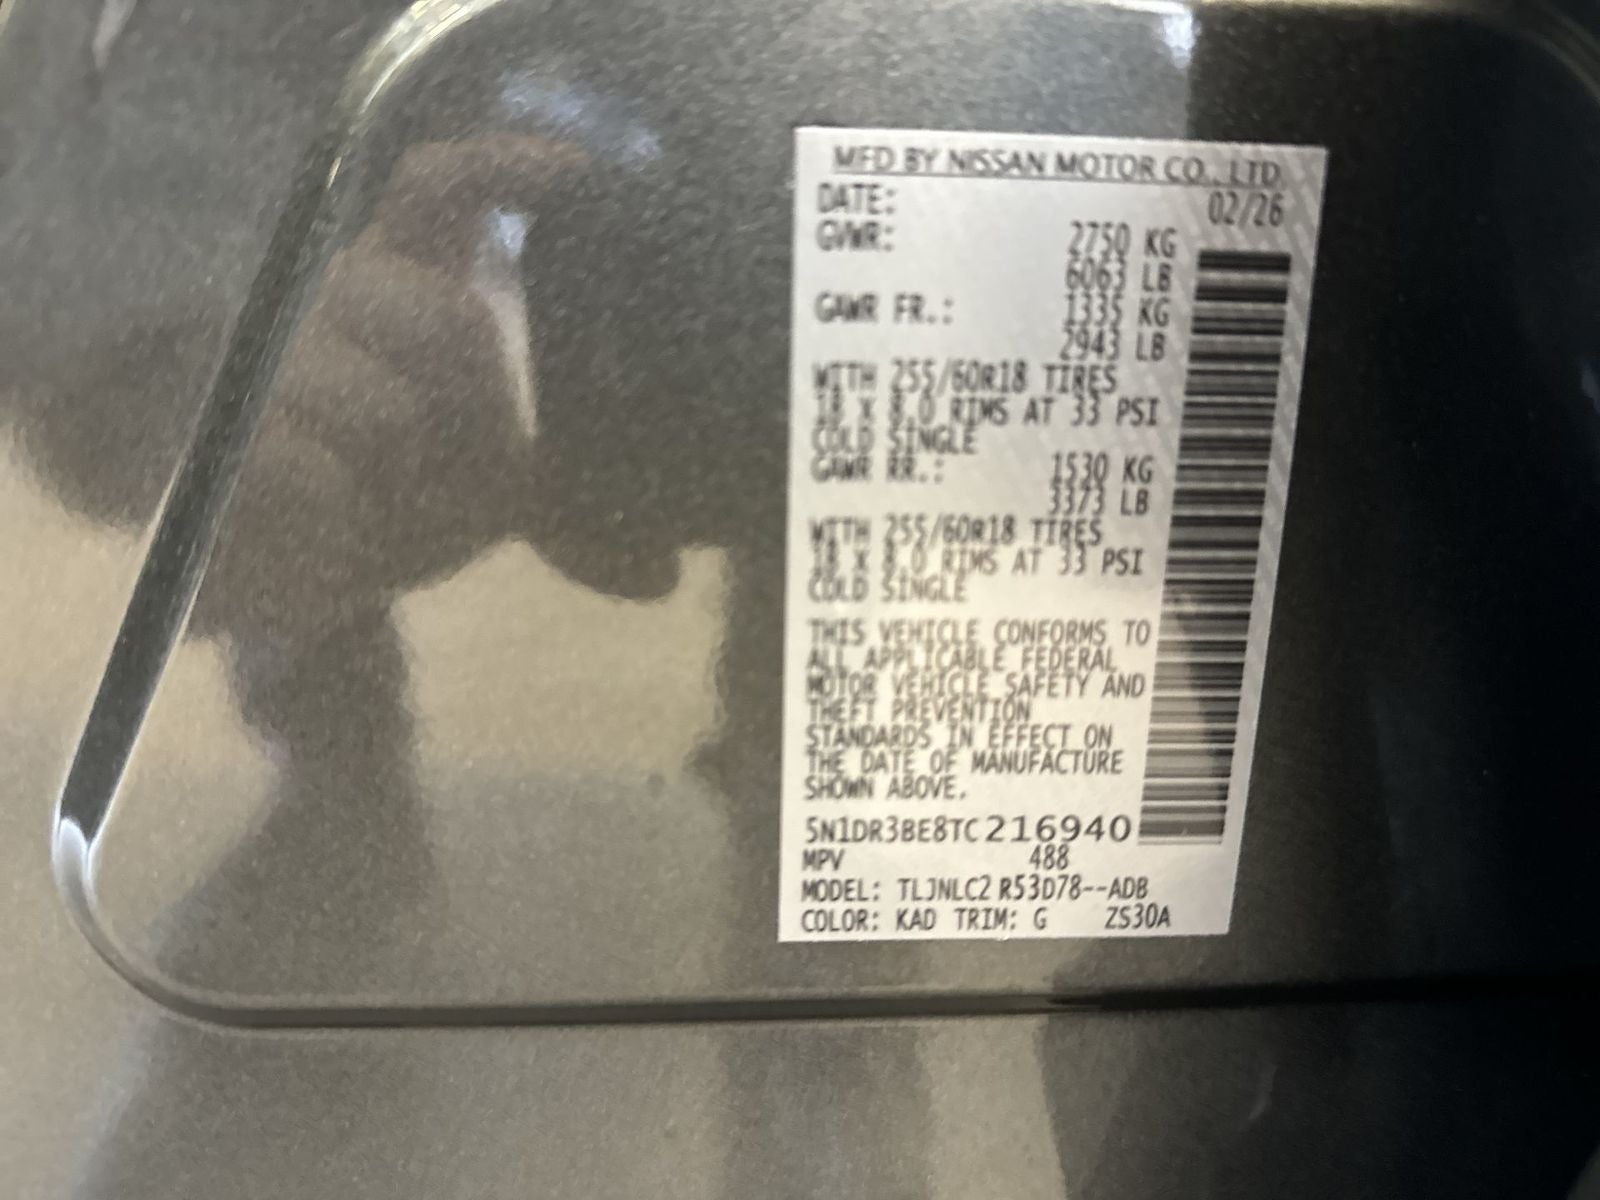 MFD BY NISSAN MOTOR CO., LTD.
DATE: 02/26
GVWR: 2750 KG
6063 LB
GAWR FR.: 1335 KG
2943 LB
WITH 255/60R18 TIRES
18 X 8.0 RIMS AT 33 PSI
COLD SINGLE
GAWR RR.: 1530 KG
3373 LB
WITH 255/60R18 TIRES
18 X 8.0 RIMS AT 33 PSI
COLD SINGLE
THIS VEHICLE CONFORMS TO
ALL APPLICABLE FEDERAL
MOTOR VEHICLE SAFETY AND
THEFT PREVENTION
STANDARDS IN EFFECT ON
THE DATE OF MANUFACTURE
SHOWN ABOVE.
5N1DR3BE8TC216940
MPV 488
MODEL: TLJNLC2 R53D78--ADB
COLOR: KAD TRIM: G ZS30A